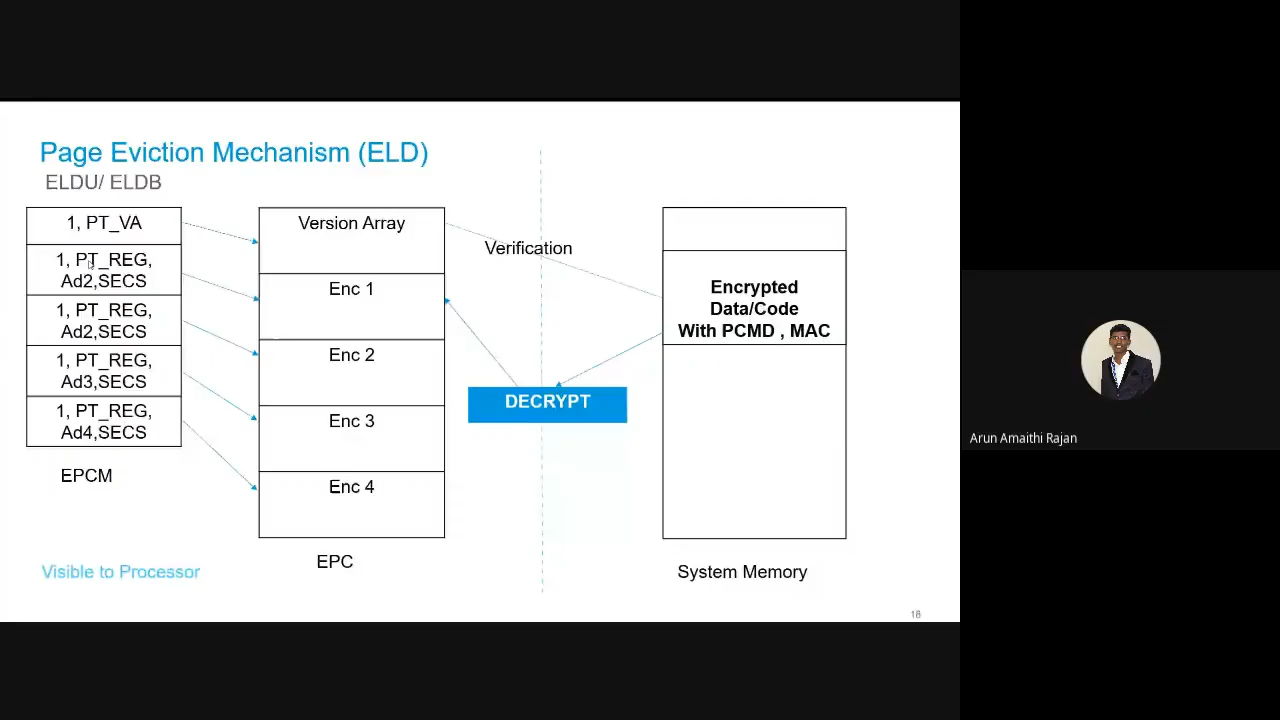 Page Eviction Mechanism (ELD)
ELDU/ ELDB
1, PT_VA
1, PT_REG,
Ad2,SECS
1, PT_REG,
Ad2,SECS
1, PT_REG,
Ad3,SECS
1, PT_REG,
Ad4,SECS
EPCM
Visible to Processor
Version Array
Enc 1
Enc 2
Enc 3
Enc 4
EPC
Verification
DECRYPT
Encrypted
Data/Code
With PCMD , MAC
System Memory
18
Arun Amaithi Rajan